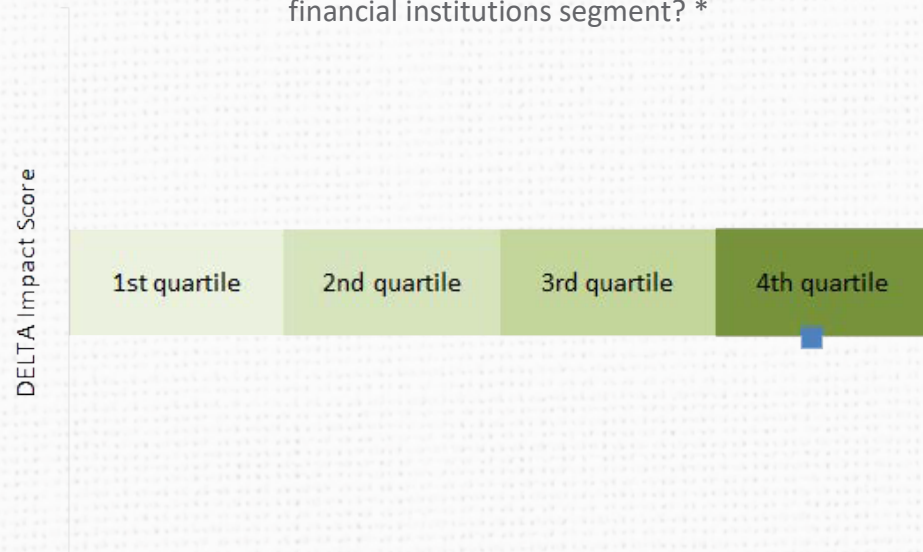 financial institutions segment? *
DELTA Impact Score
1st quartile
2nd quartile
3rd quartile
4th quartile